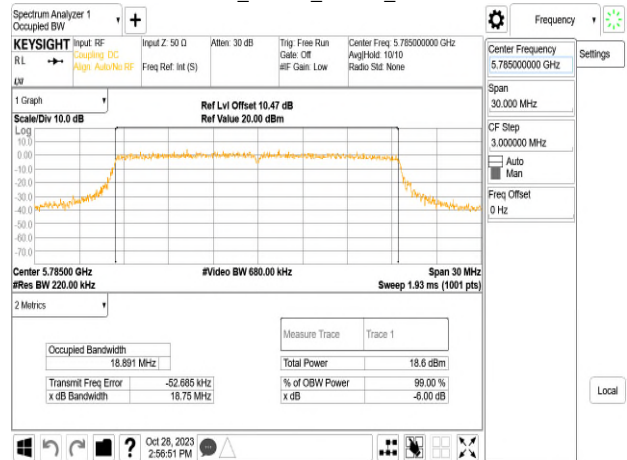 Spectrum Analyzer 1
Occupied BW
KEYSIGHT
RL
Input: RF
Coupling: DC
Align: Auto/No RF
Input Z: 50 Ω
Freq Ref: Int (S)
Atten: 30 dB
Trig: Free Run
Gate: Off
#IF Gain: Low
Center Freq: 5.785000000 GHz
Avg|Hold: 10/10
Radio Std: None
LXI
1 Graph
Scale/Div 10.0 dB
Ref Lvl Offset 10.47 dB
Ref Value 20.00 dBm
Log
10.0
0.00
-10.0
-20.0
-30.0
-40.0
-50.0
-60.0
-70.0
Center 5.78500 GHz
#Res BW 220.00 kHz
#Video BW 680.00 kHz
Span 30 MHz
Sweep 1.93 ms (1001 pts)
2 Metrics
Occupied Bandwidth
18.891 MHz
Transmit Freq Error -52.685 kHz
x dB Bandwidth 18.75 MHz
Measure Trace Trace 1
Total Power 18.6 dBm
% of OBW Power 99.00 %
x dB -6.00 dB
Oct 28, 2023
2:56:51 PM
Frequency
Settings
Center Frequency
5.785000000 GHz
Span
30.000 MHz
CF Step
3.000000 MHz
Auto
Man
Freq Offset
0 Hz
Local